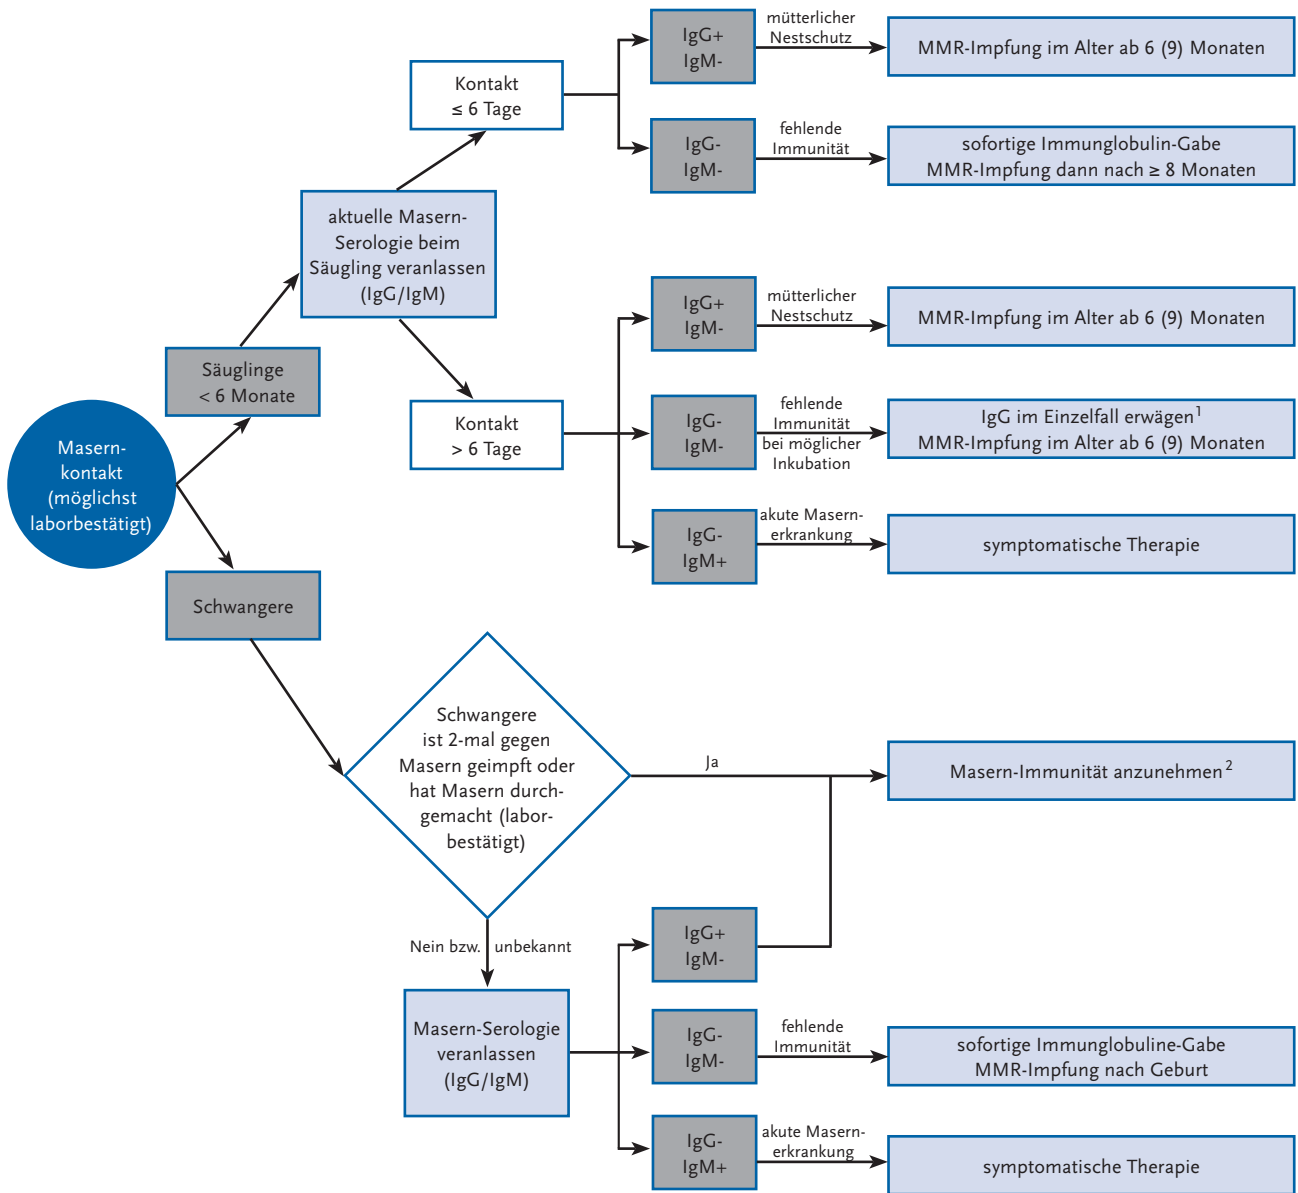 Masern-
kontakt
(möglichst
laborbestätigt)
Säuglinge
< 6 Monate
aktuelle Masern-
Serologie beim
Säugling veranlassen
(IgG/IgM)
Kontakt
≤ 6 Tage
IgG+
IgM-
mütterlicher
Nestschutz
MMR-Impfung im Alter ab 6 (9) Monaten
IgG-
IgM-
fehlende
Immunität
sofortige Immunglobulin-Gabe
MMR-Impfung dann nach ≥ 8 Monaten
Kontakt
> 6 Tage
IgG+
IgM-
mütterlicher
Nestschutz
MMR-Impfung im Alter ab 6 (9) Monaten
IgG-
IgM-
fehlende
Immunität
bei möglicher
Inkubation
IgG im Einzelfall erwägen1
MMR-Impfung im Alter ab 6 (9) Monaten
IgG-
IgM+
akute Masern-
erkrankung
symptomatische Therapie
Schwangere
Schwangere
ist 2-mal gegen
Masern geimpft oder
hat Masern durch-
gemacht (labor-
bestätigt)
Ja
Masern-Immunität anzunehmen2
Nein bzw. unbekannt
Masern-Serologie
veranlassen
(IgG/IgM)
IgG+
IgM-
IgG-
IgM-
fehlende
Immunität
sofortige Immunglobuline-Gabe
MMR-Impfung nach Geburt
IgG-
IgM+
akute Masern-
erkrankung
symptomatische Therapie